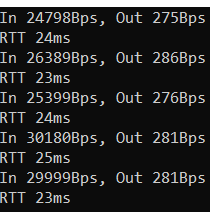 In 24798Bps, Out 275Bps
RTT 24ms
In 26389Bps, Out 286Bps
RTT 23ms
In 25399Bps, Out 276Bps
RTT 24ms
In 30180Bps, Out 281Bps
RTT 25ms
In 29999Bps, Out 281Bps
RTT 23ms